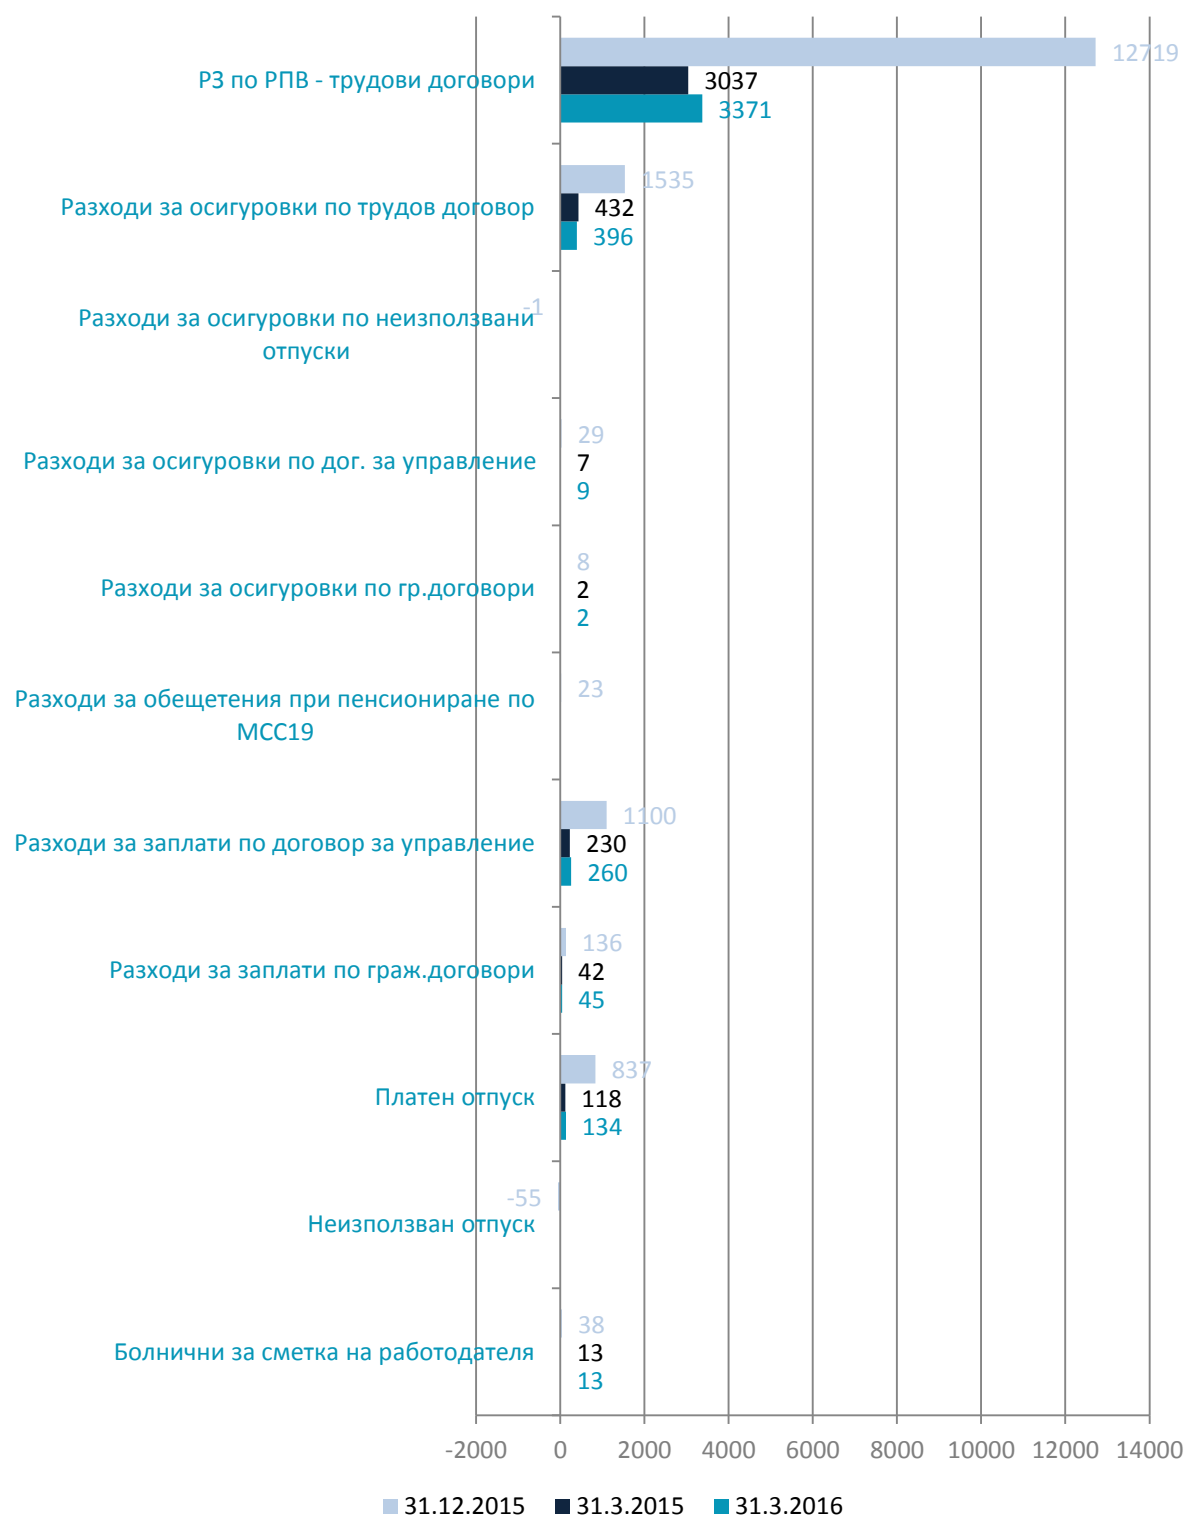 12719
РЗ по РПВ - трудови договори
3037
3371
1535
Разходи за осигуровки по трудов договор
432
396
-1
Разходи за осигуровки по неизползвани
отпуски
29
Разходи за осигуровки по дог. за управление
7
9
8
Разходи за осигуровки по гр.договори
2
2
23
Разходи за обещетения при пенсиониране по
МСС19
1100
Разходи за заплати по договор за управление
230
260
136
Разходи за заплати по граж.договори
42
45
837
Платен отпуск
118
134
-55
Неизползван отпуск
38
Болнични за сметка на работодателя
13
13
-2000 0 2000 4000 6000 8000 10000 12000 14000
31.12.2015 31.3.2015 31.3.2016